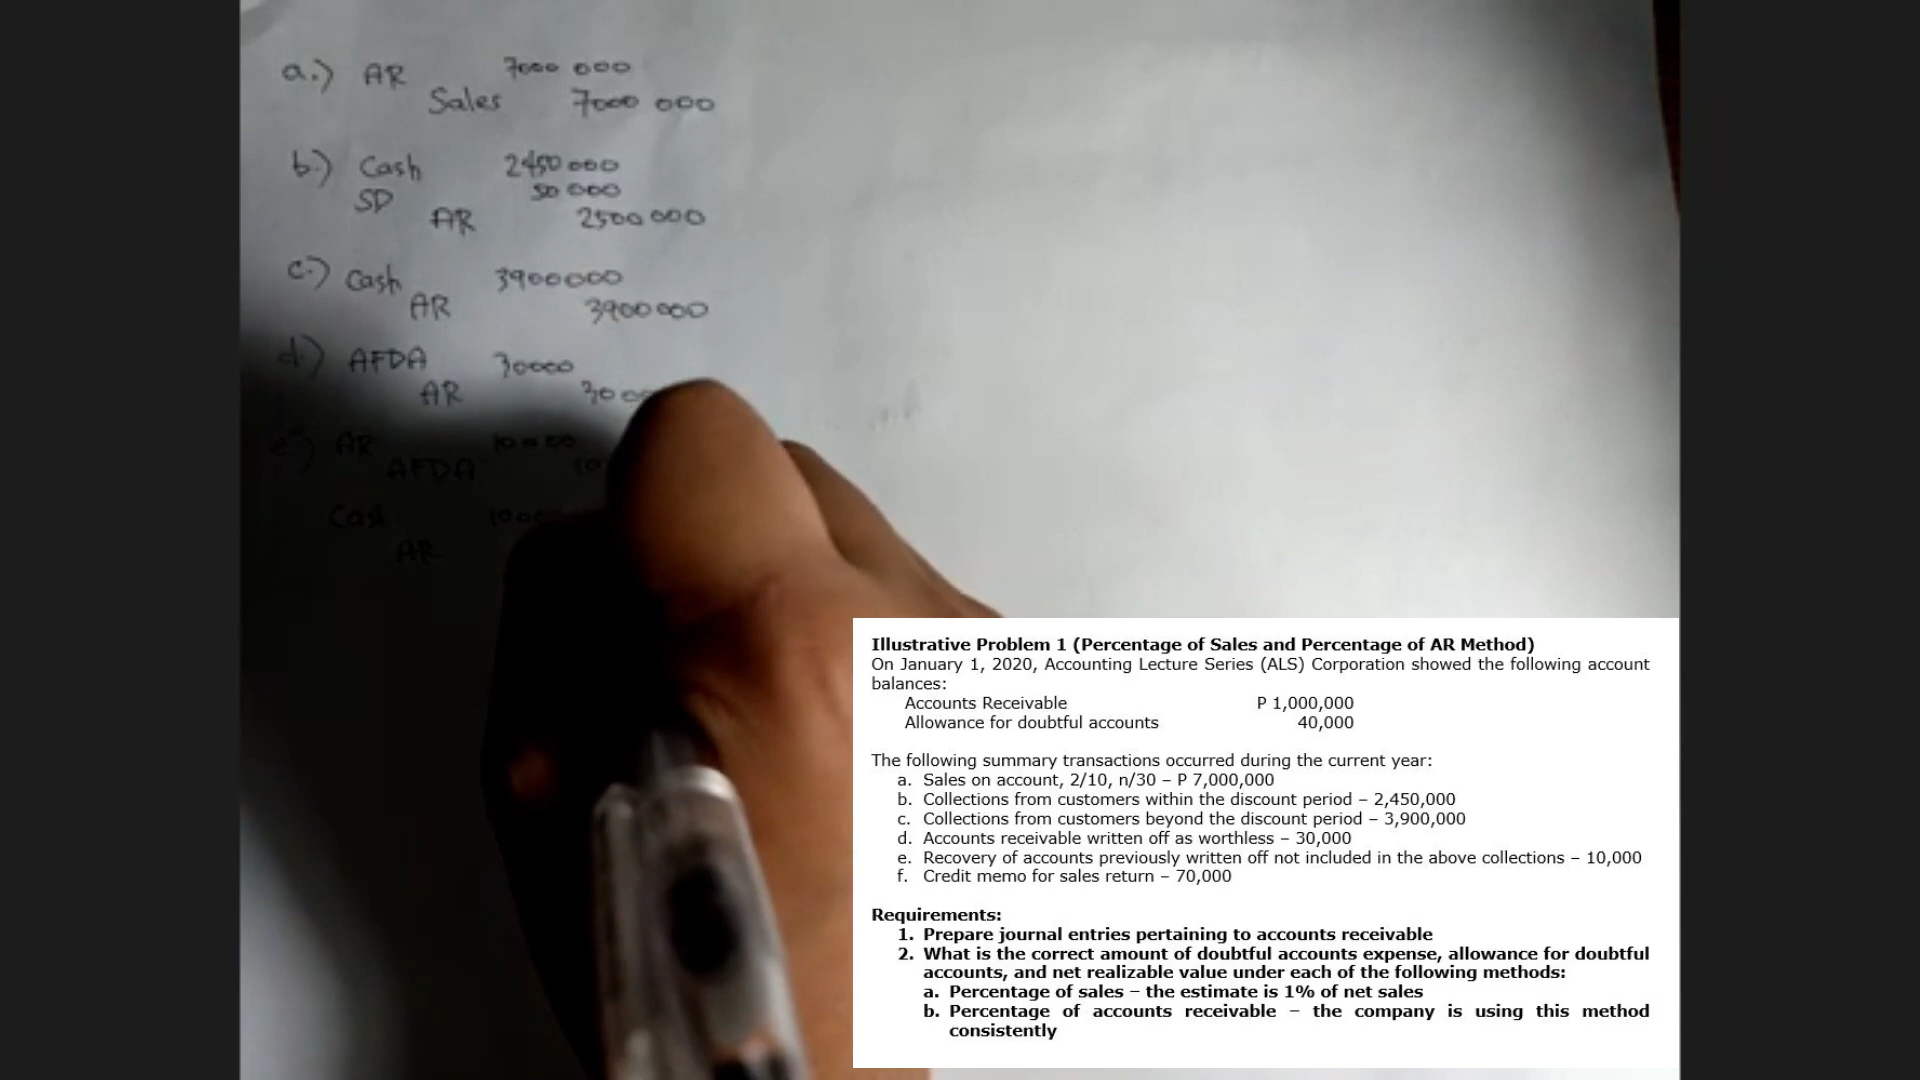 a.) AR 7000 000
Sales 7000 000
b.) Cash 2450 000
SD 50 000
AR 2500 000
c.) Cash 3900000
AR 3900 000
d.) AFDA 30000
AR
e.) AR 10000
AFDA
Cash
AR
Illustrative Problem 1 (Percentage of Sales and Percentage of AR Method)
On January 1, 2020, Accounting Lecture Series (ALS) Corporation showed the following account
balances:
Accounts Receivable P 1,000,000
Allowance for doubtful accounts 40,000
The following summary transactions occurred during the current year:
a. Sales on account, 2/10, n/30 – P 7,000,000
b. Collections from customers within the discount period – 2,450,000
c. Collections from customers beyond the discount period – 3,900,000
d. Accounts receivable written off as worthless – 30,000
e. Recovery of accounts previously written off not included in the above collections – 10,000
f. Credit memo for sales return – 70,000
Requirements:
1. Prepare journal entries pertaining to accounts receivable
2. What is the correct amount of doubtful accounts expense, allowance for doubtful
accounts, and net realizable value under each of the following methods:
a. Percentage of sales – the estimate is 1% of net sales
b. Percentage of accounts receivable – the company is using this method
consistently